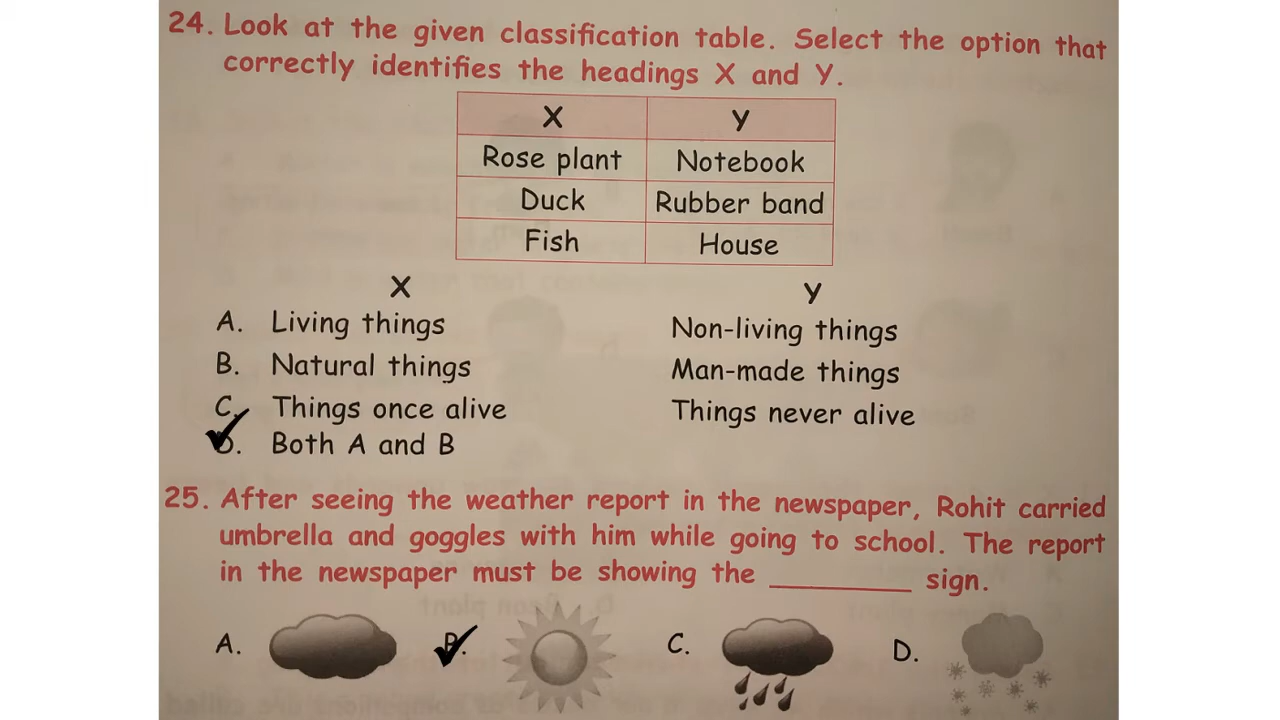 24. Look at the given classification table. Select the option that
correctly identifies the headings X and Y.
X Y
Rose plant Notebook
Duck Rubber band
Fish House
X Y
A. Living things Non-living things
B. Natural things Man-made things
C. Things once alive Things never alive
D. Both A and B
25. After seeing the weather report in the newspaper, Rohit carried
umbrella and goggles with him while going to school. The report
in the newspaper must be showing the __________ sign.
A. B. C. D.